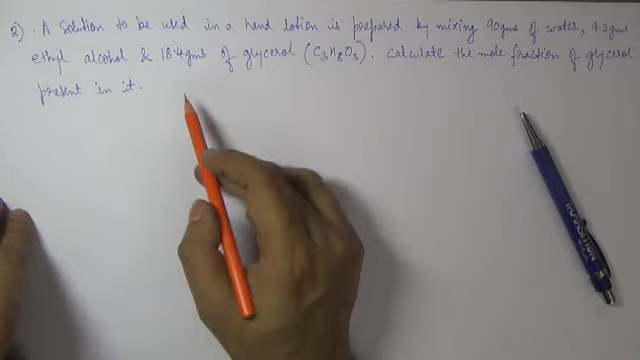 2). A Solution to be used in a hand lotion is prepared by mixing 90gms of water, 9.2gms
ethyl alcohol & 18.4gms of glycerol (C3H8O3). Calculate the mole fraction of glycerol
present in it.